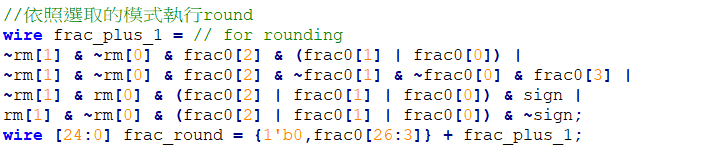 //依照選取的模式執行round
wire frac_plus_1 = // for rounding
~rm[1] & ~rm[0] & frac0[2] & (frac0[1] | frac0[0]) |
~rm[1] & ~rm[0] & frac0[2] & ~frac0[1] & ~frac0[0] & frac0[3] |
~rm[1] & rm[0] & (frac0[2] | frac0[1] | frac0[0]) & sign |
rm[1] & ~rm[0] & (frac0[2] | frac0[1] | frac0[0]) & ~sign;
wire [24:0] frac_round = {1'b0,frac0[26:3]} + frac_plus_1;